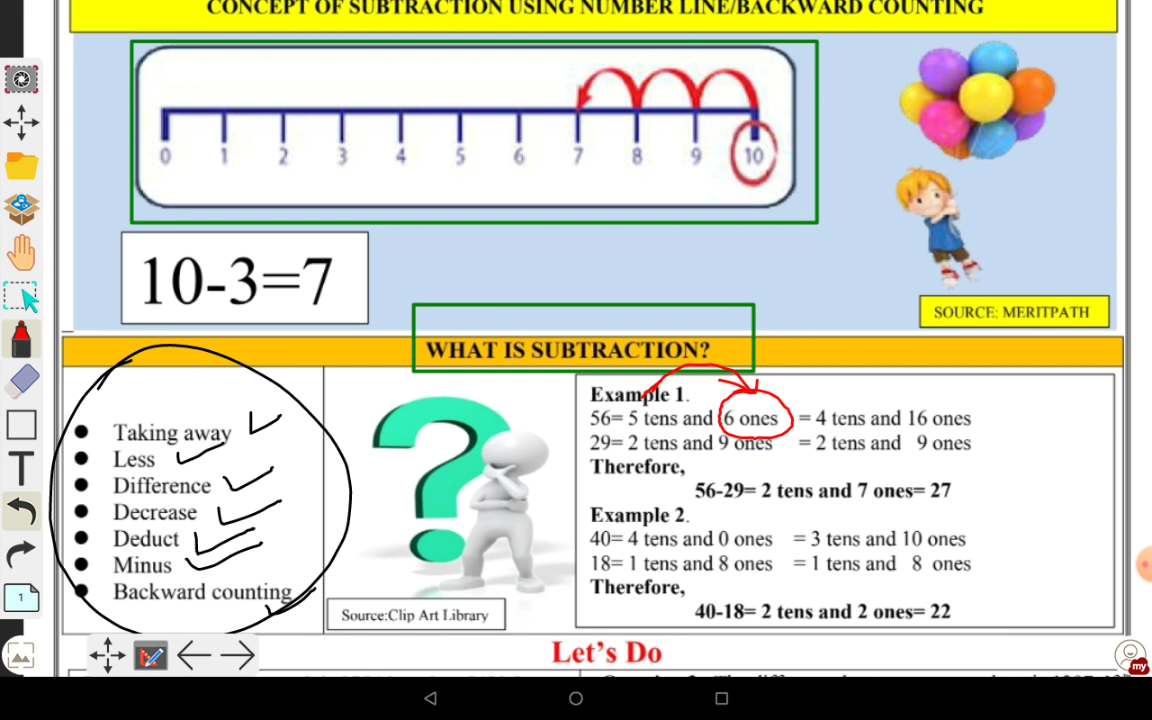 CONCEPT OF SUBTRACTION USING NUMBER LINE/BACKWARD COUNTING
0 1 2 3 4 5 6 7 8 9 10
10-3=7
SOURCE: MERITPATH
WHAT IS SUBTRACTION?
Taking away
Less
Difference
Decrease
Deduct
Minus
Backward counting
Source:Clip Art Library
Example 1.
56= 5 tens and 6 ones = 4 tens and 16 ones
29= 2 tens and 9 ones = 2 tens and 9 ones
Therefore,
56-29= 2 tens and 7 ones= 27
Example 2.
40= 4 tens and 0 ones = 3 tens and 10 ones
18= 1 tens and 8 ones = 1 tens and 8 ones
Therefore,
40-18= 2 tens and 2 ones= 22
Let's Do
T
1
my